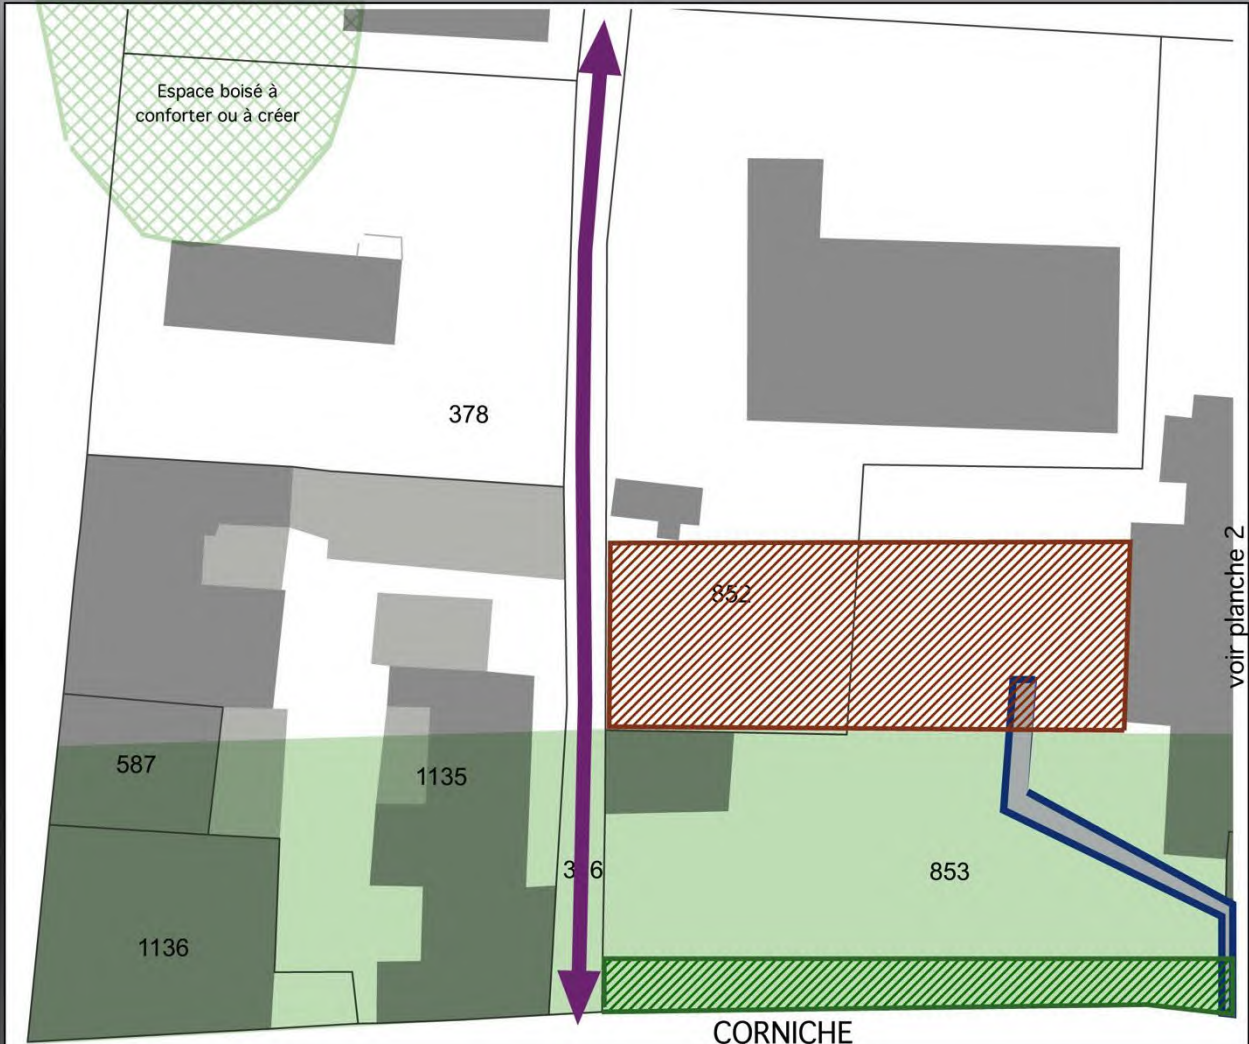 Espace boisé à
conforter ou à créer
378
852
voir planche 2
587
1135
853
1136
CORNICHE